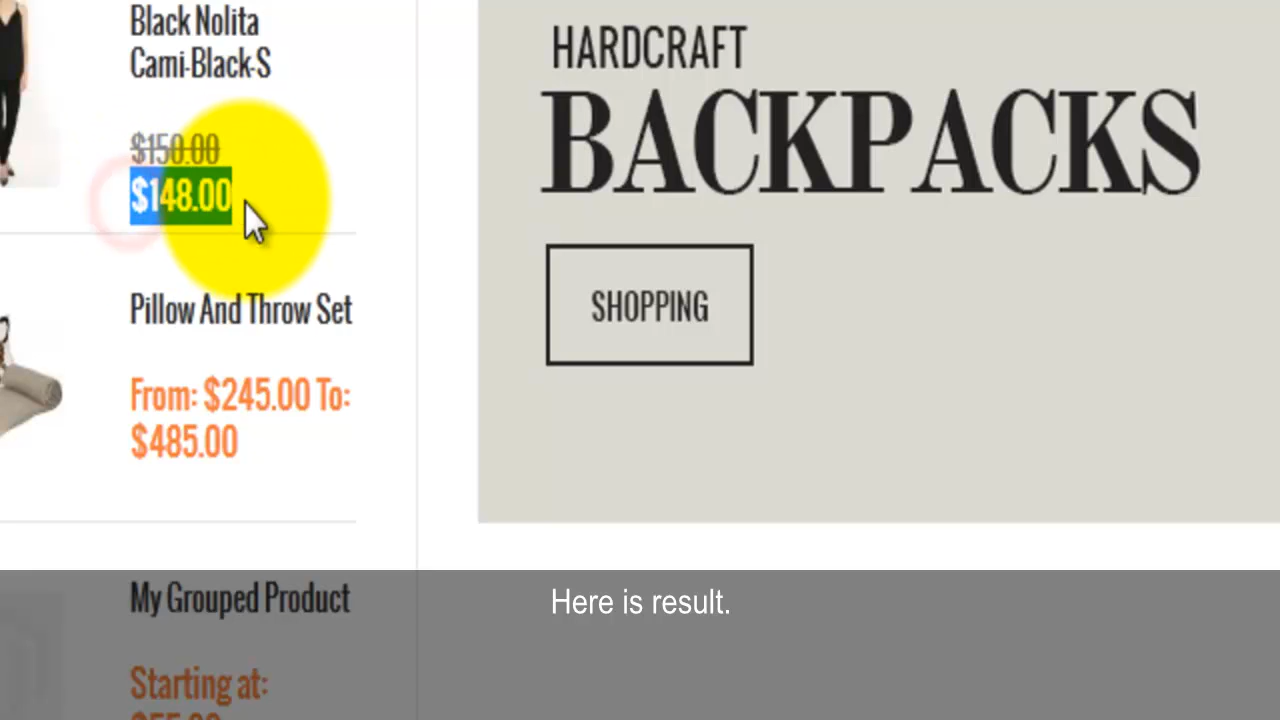 Black Nolita
Cami-Black-S
$150.00
$148.00
Pillow And Throw Set
From: $245.00 To:
$485.00
My Grouped Product
Starting at:
HARDCRAFT
BACKPACKS
SHOPPING
Here is result.